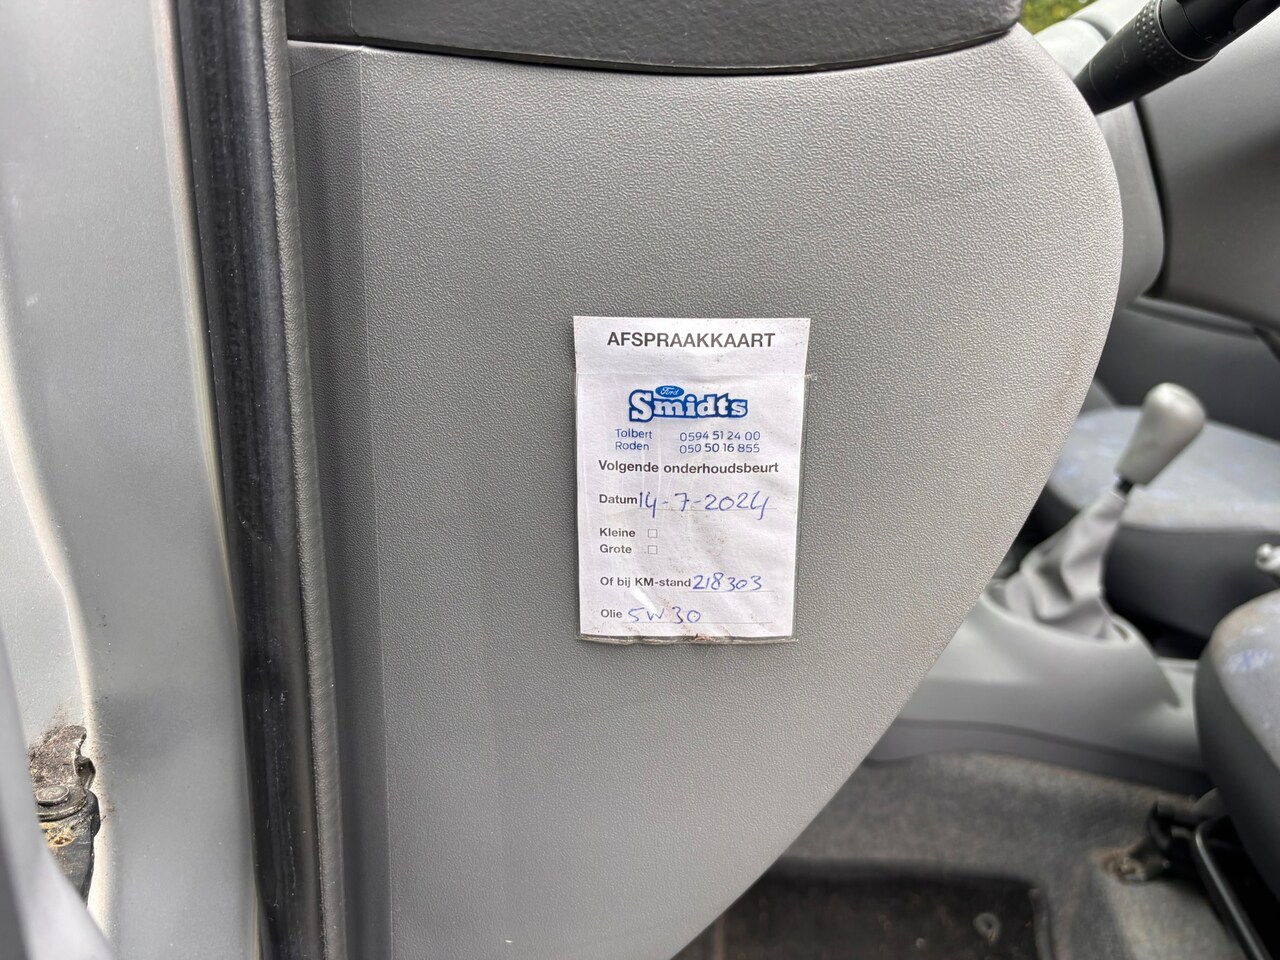 AFSPRAAKKAART
Ford
Smidts
Tolbert 0594 51 24 00
Roden 050 50 16 855
Volgende onderhoudsbeurt
Datum 14-7-2024
Kleine □
Grote □
Of bij KM-stand 218303
Olie 5W30